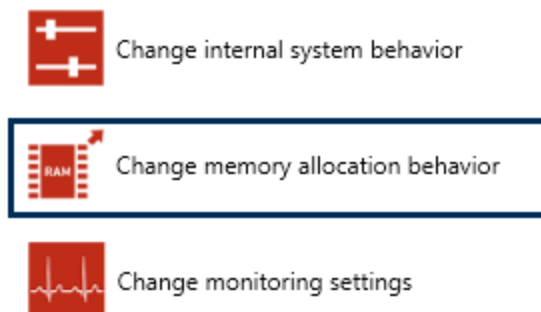 Change internal system behavior
RAM
Change memory allocation behavior
Change monitoring settings